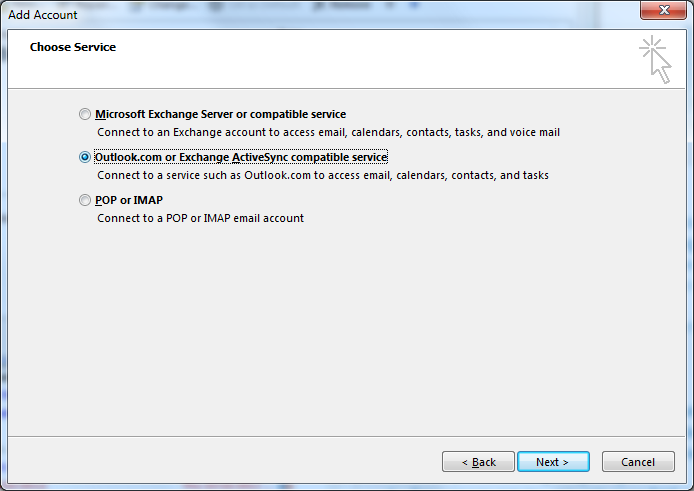 Add Account
Choose Service
Microsoft Exchange Server or compatible service
Connect to an Exchange account to access email, calendars, contacts, tasks, and voice mail
Outlook.com or Exchange ActiveSync compatible service
Connect to a service such as Outlook.com to access email, calendars, contacts, and tasks
POP or IMAP
Connect to a POP or IMAP email account
< Back
Next >
Cancel